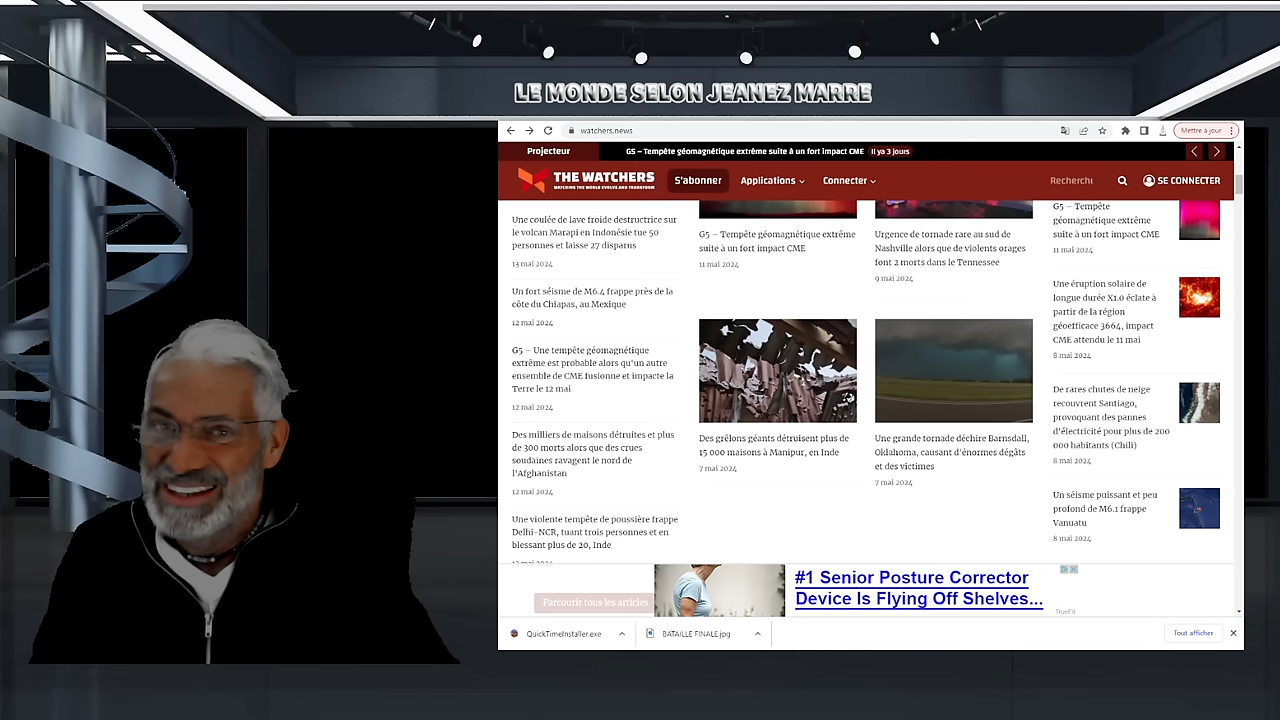 LE MONDE SELON JEANEZ MARRE
watchers.news
Mettre à jour
Projecteur
G5 – Tempête géomagnétique extrême suite à un fort impact CME
Il ya 3 jours
THE WATCHERS
WATCHING THE WORLD EVOLVE AND TRANSFORM
S'abonner
Applications
Connecter
Recherchi
SE CONNECTER
Une coulée de lave froide destructrice sur
le volcan Marapi en Indonésie tue 50
personnes et laisse 27 disparus
13 mai 2024
Un fort séisme de M6.4 frappe près de la
côte du Chiapas, au Mexique
12 mai 2024
G5 – Une tempête géomagnétique
extrême est probable alors qu'un autre
ensemble de CME fusionne et impacte la
Terre le 12 mai
12 mai 2024
Des milliers de maisons détruites et plus
de 300 morts alors que des crues
soudaines ravagent le nord de
l'Afghanistan
12 mai 2024
Une violente tempête de poussière frappe
Delhi-NCR, tuant trois personnes et en
blessant plus de 20, Inde
12 mai 2024
G5 – Tempête géomagnétique extrême
suite à un fort impact CME
11 mai 2024
Urgence de tornade rare au sud de
Nashville alors que de violents orages
font 2 morts dans le Tennessee
9 mai 2024
Des grêlons géants détruisent plus de
15 000 maisons à Manipur, en Inde
7 mai 2024
Une grande tornade déchire Barnsdall,
Oklahoma, causant d'énormes dégâts
et des victimes
7 mai 2024
G5 – Tempête
géomagnétique extrême
suite à un fort impact CME
11 mai 2024
Une éruption solaire de
longue durée X1.0 éclate à
partir de la région
géoefficace 3664, impact
CME attendu le 11 mai
8 mai 2024
De rares chutes de neige
recouvrent Santiago,
provoquant des pannes
d'électricité pour plus de 200
000 habitants (Chili)
8 mai 2024
Un séisme puissant et peu
profond de M6.1 frappe
Vanuatu
8 mai 2024
Parcourir tous les articles
#1 Senior Posture Corrector
Device Is Flying Off Shelves...
TrueFit
QuickTimeInstaller.exe
BATAILLE FINALE.jpg
Tout afficher